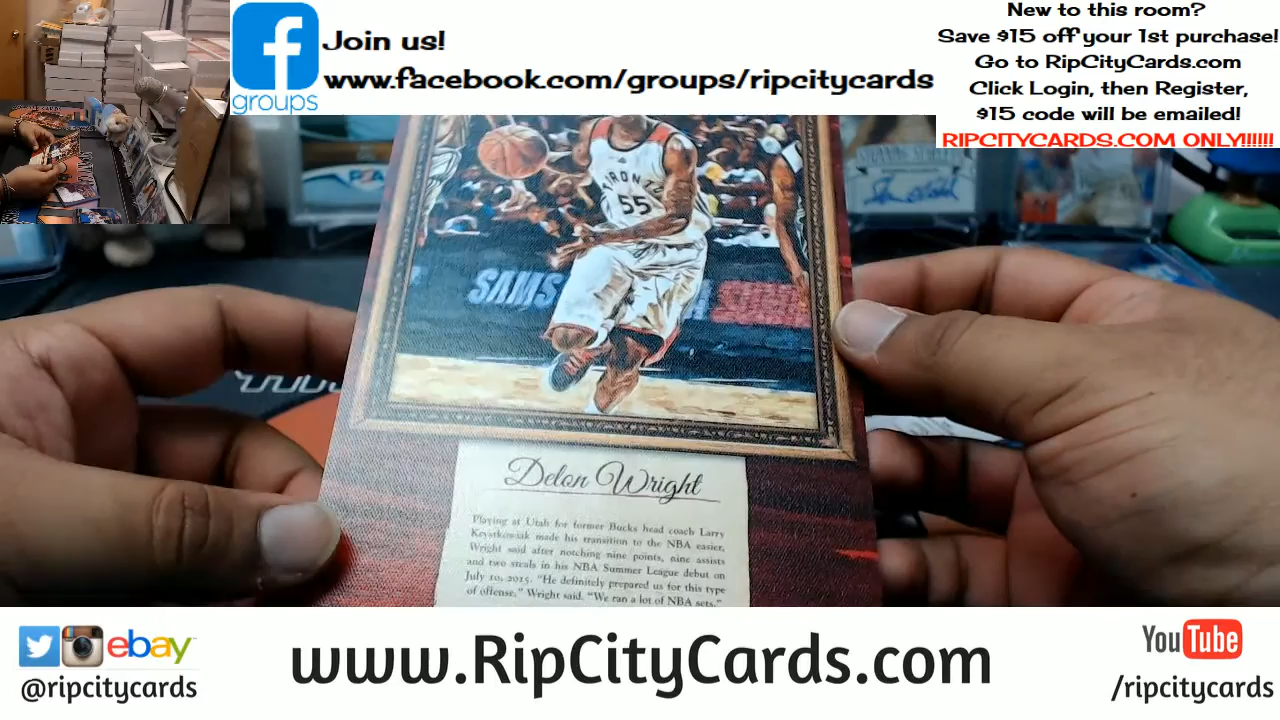 Join us!
www.facebook.com/groups/ripcitycards
groups
New to this room?
Save $15 off your 1st purchase!
Go to RipCityCards.com
Click Login, then Register,
$15 code will be emailed!
RIPCITYCARDS.COM ONLY!!!!!!
55
SAMS
Delon Wright
Playing at Utah for former Bucks head coach Larry
Krystkowiak made his transition to the NBA easier,
Wright said after notching nine points, nine assists
and two steals in his NBA Summer League debut on
July 10, 2015. "He definitely prepared us for this type
of offense," Wright said. "We ran a lot of NBA sets."
ebay
@ripcitycards
www.RipCityCards.com
YouTube
/ripcitycards